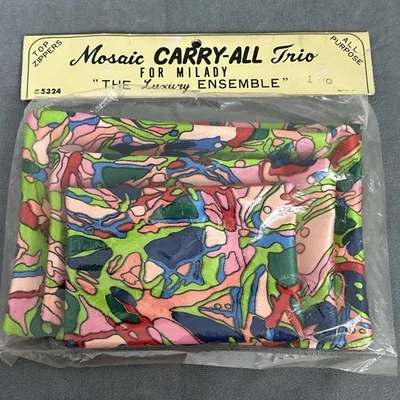 TOP
ZIPPERS
Mosaic CARRY-ALL Trio
FOR MILADY
"THE Luxury ENSEMBLE"
ALL
PURPOSE
#5324